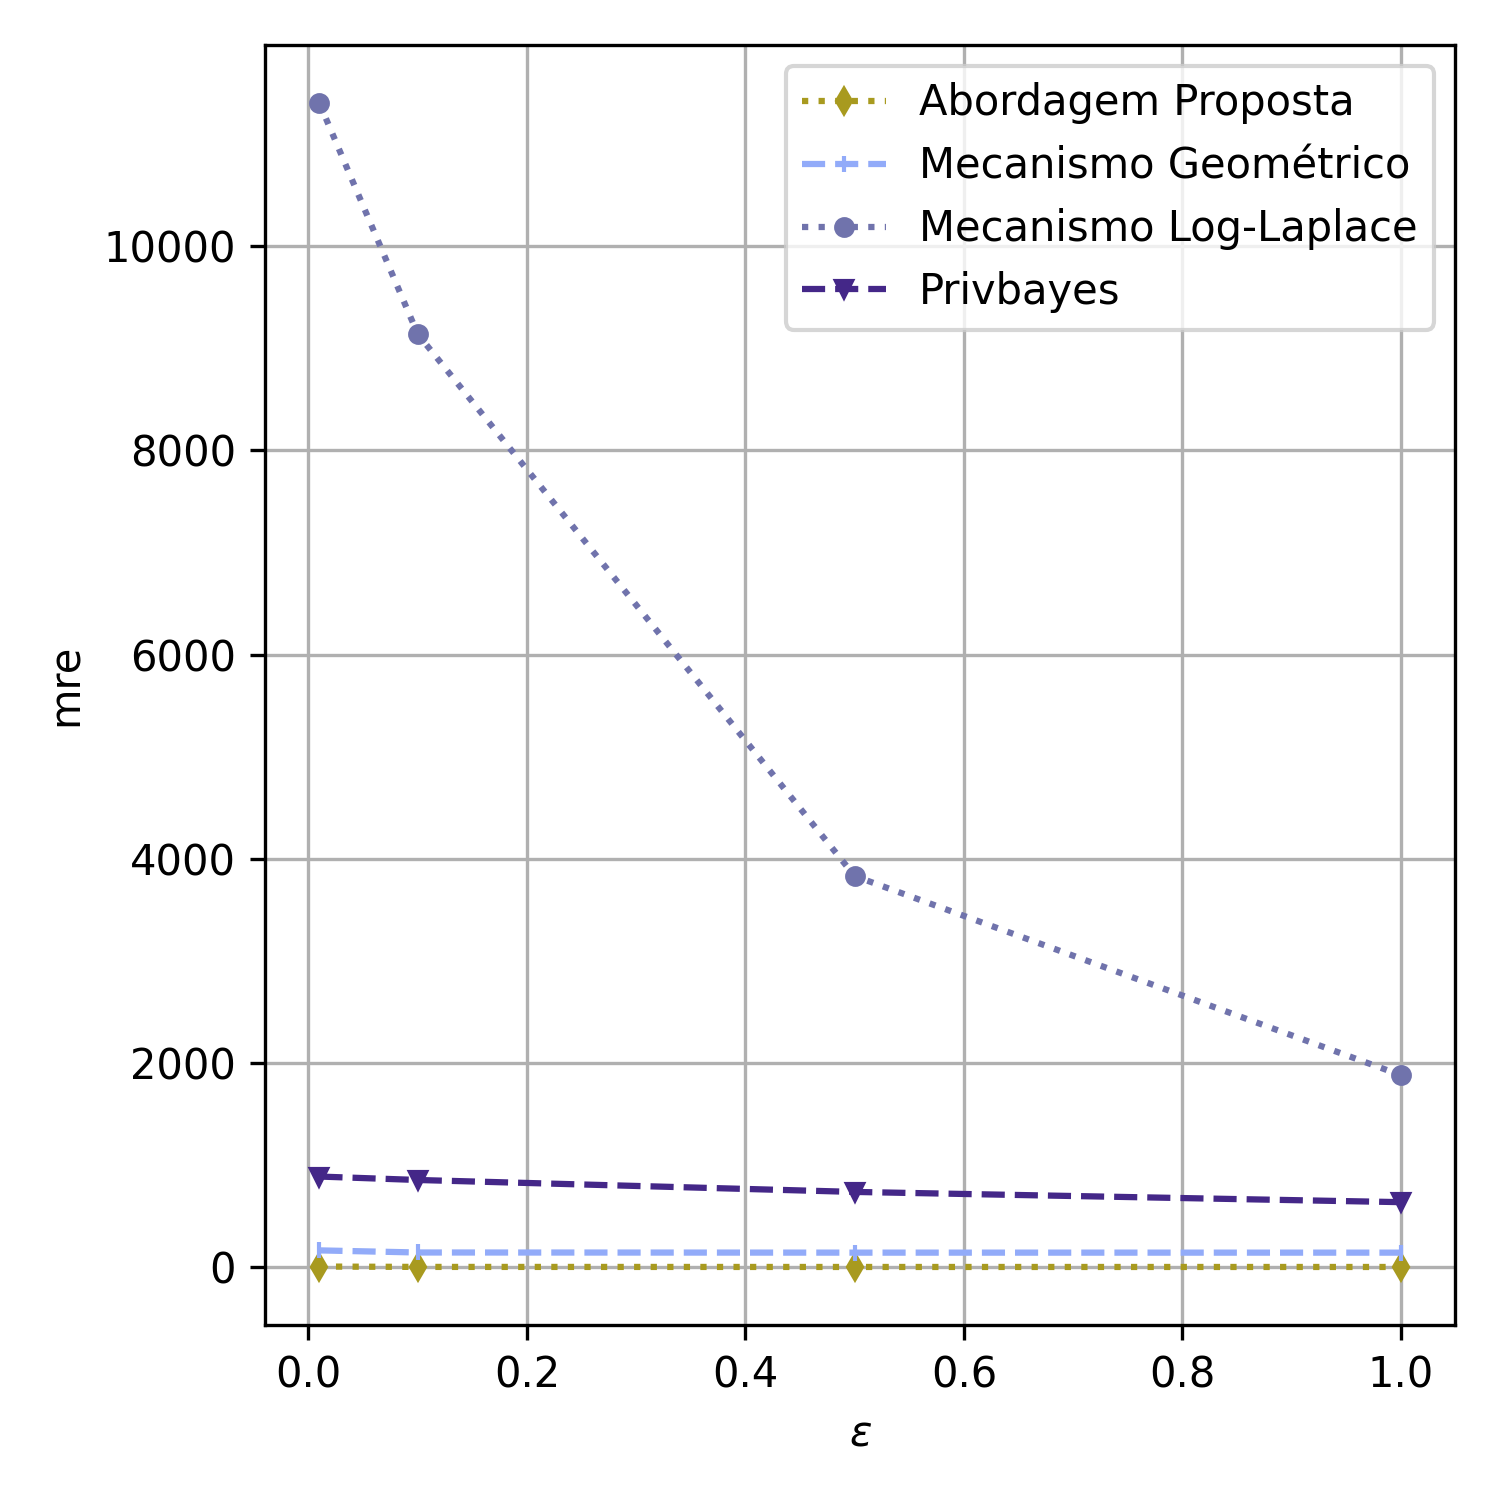 Abordagem Proposta
Mecanismo Geométrico
Mecanismo Log-Laplace
Privbayes
10000
8000
6000
4000
2000
0
mre
0.0 0.2 0.4 0.6 0.8 1.0
ε